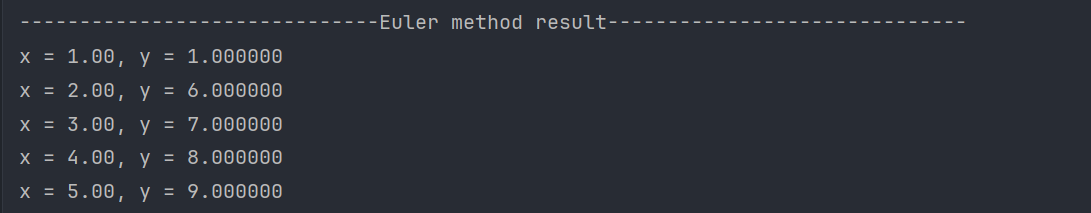 ------------------------------Euler method result------------------------------
x = 1.00, y = 1.000000
x = 2.00, y = 6.000000
x = 3.00, y = 7.000000
x = 4.00, y = 8.000000
x = 5.00, y = 9.000000